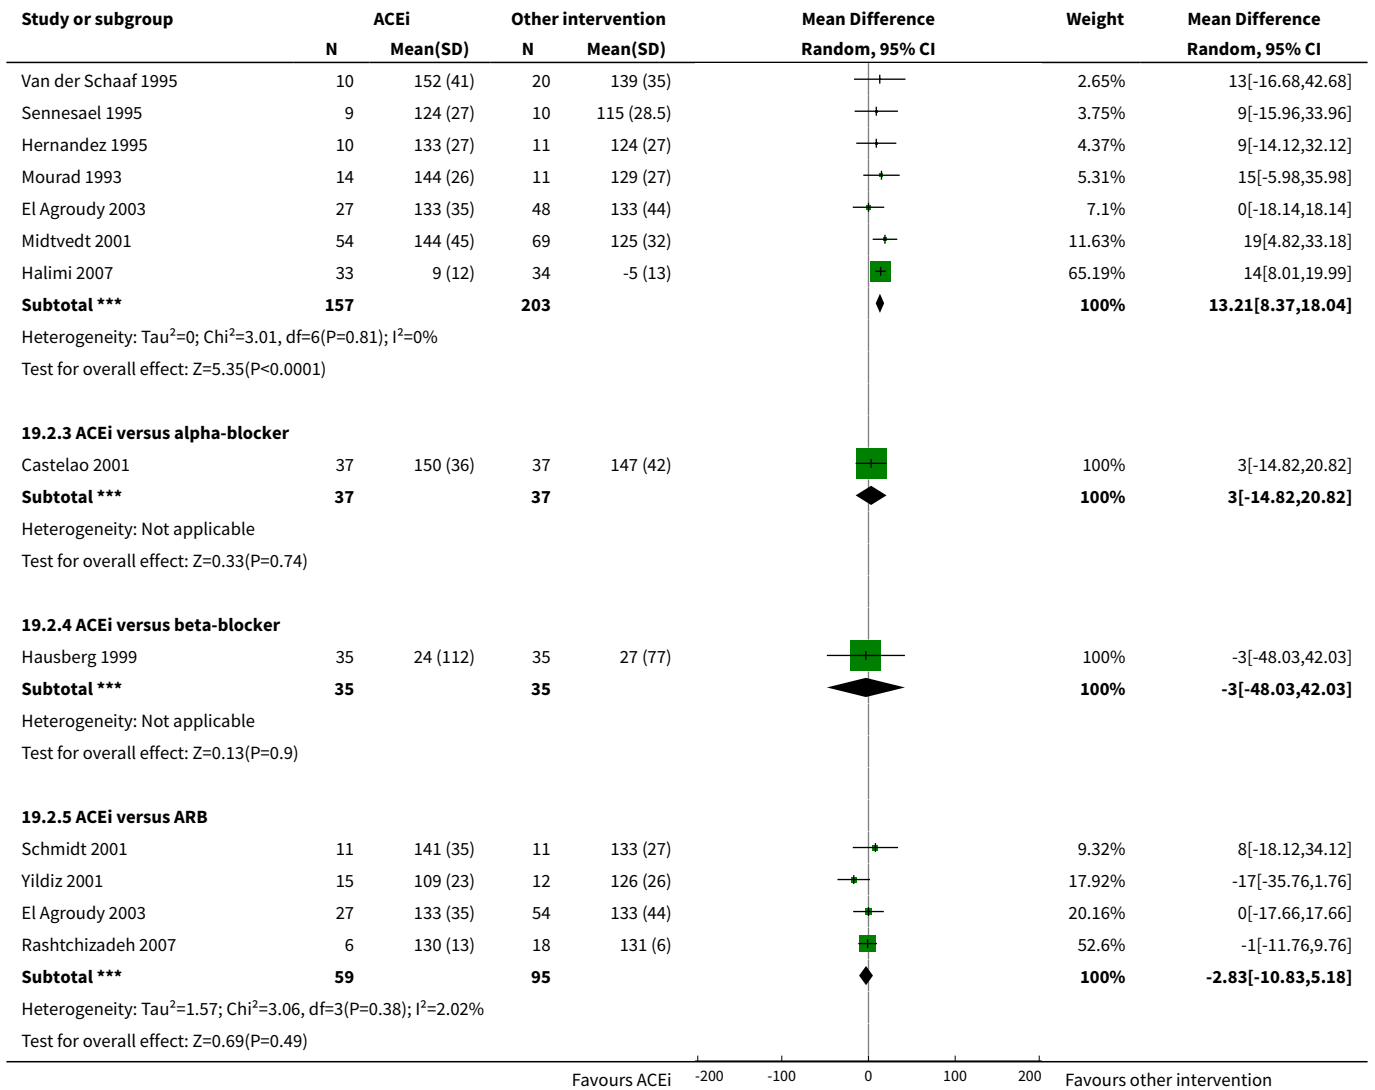 Study or subgroup ACEi Other intervention Mean Difference Weight Mean Difference
N Mean(SD) N Mean(SD) Random, 95% CI Random, 95% CI
Van der Schaaf 1995 10 152 (41) 20 139 (35) 2.65% 13[-16.68,42.68]
Sennesael 1995 9 124 (27) 10 115 (28.5) 3.75% 9[-15.96,33.96]
Hernandez 1995 10 133 (27) 11 124 (27) 4.37% 9[-14.12,32.12]
Mourad 1993 14 144 (26) 11 129 (27) 5.31% 15[-5.98,35.98]
El Agroudy 2003 27 133 (35) 48 133 (44) 7.1% 0[-18.14,18.14]
Midtvedt 2001 54 144 (45) 69 125 (32) 11.63% 19[4.82,33.18]
Halimi 2007 33 9 (12) 34 -5 (13) 65.19% 14[8.01,19.99]
Subtotal *** 157 203 100% 13.21[8.37,18.04]
Heterogeneity: Tau²=0; Chi²=3.01, df=6(P=0.81); I²=0%
Test for overall effect: Z=5.35(P<0.0001)
19.2.3 ACEi versus alpha-blocker
Castelao 2001 37 150 (36) 37 147 (42) 100% 3[-14.82,20.82]
Subtotal *** 37 37 100% 3[-14.82,20.82]
Heterogeneity: Not applicable
Test for overall effect: Z=0.33(P=0.74)
19.2.4 ACEi versus beta-blocker
Hausberg 1999 35 24 (112) 35 27 (77) 100% -3[-48.03,42.03]
Subtotal *** 35 35 100% -3[-48.03,42.03]
Heterogeneity: Not applicable
Test for overall effect: Z=0.13(P=0.9)
19.2.5 ACEi versus ARB
Schmidt 2001 11 141 (35) 11 133 (27) 9.32% 8[-18.12,34.12]
Yildiz 2001 15 109 (23) 12 126 (26) 17.92% -17[-35.76,1.76]
El Agroudy 2003 27 133 (35) 54 133 (44) 20.16% 0[-17.66,17.66]
Rashtchizadeh 2007 6 130 (13) 18 131 (6) 52.6% -1[-11.76,9.76]
Subtotal *** 59 95 100% -2.83[-10.83,5.18]
Heterogeneity: Tau²=1.57; Chi²=3.06, df=3(P=0.38); I²=2.02%
Test for overall effect: Z=0.69(P=0.49)
Favours ACEi -200 -100 0 100 200 Favours other intervention